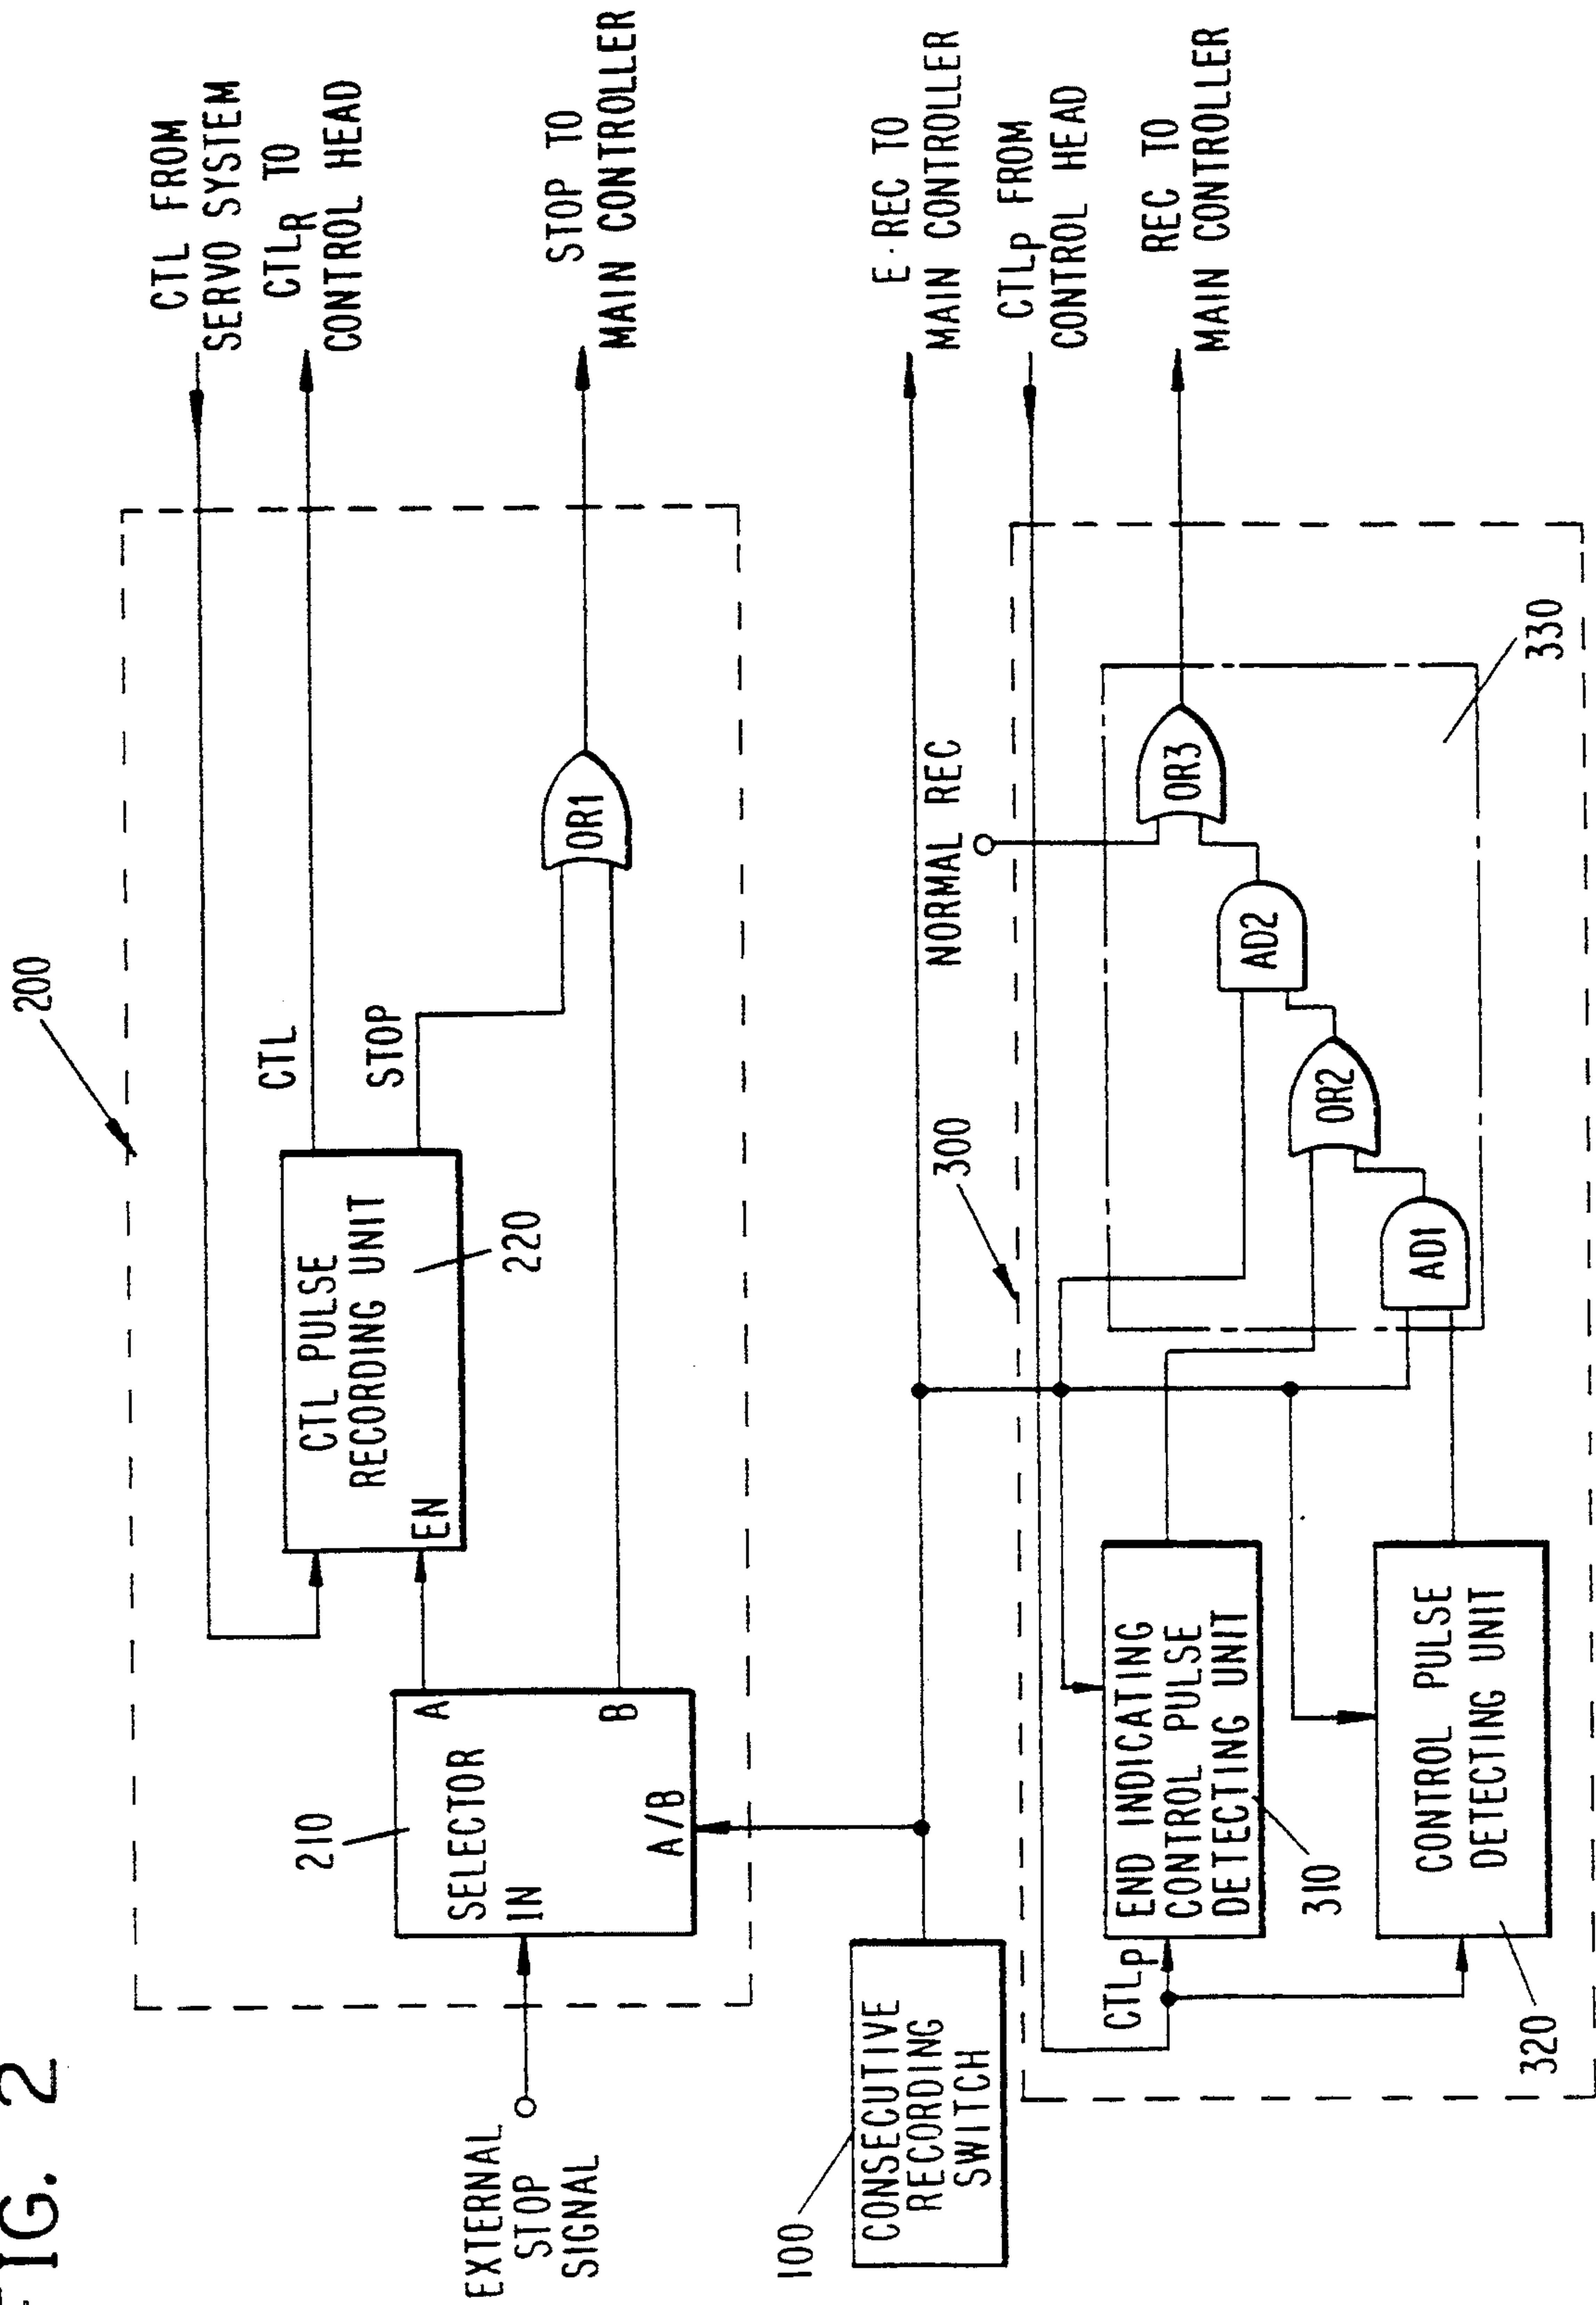 FIG. 2
200
CTL FROM
SERVO SYSTEM
CTLR TO
CONTROL HEAD
CTL
STOP
CTL PULSE
RECORDING UNIT
EN
220
210
SELECTOR
IN
A
B
A/B
OR1
STOP TO
MAIN CONTROLLER
EXTERNAL
STOP
SIGNAL
100
CONSECUTIVE
RECORDING
SWITCH
E·REC TO
MAIN CONTROLLER
NORMAL REC
300
CTLP FROM
CONTROL HEAD
CTLP
END INDICATING
CONTROL PULSE
DETECTING UNIT
310
CONTROL PULSE
DETECTING UNIT
320
AD1
OR2
AD2
OR3
330
REC TO
MAIN CONTROLLER